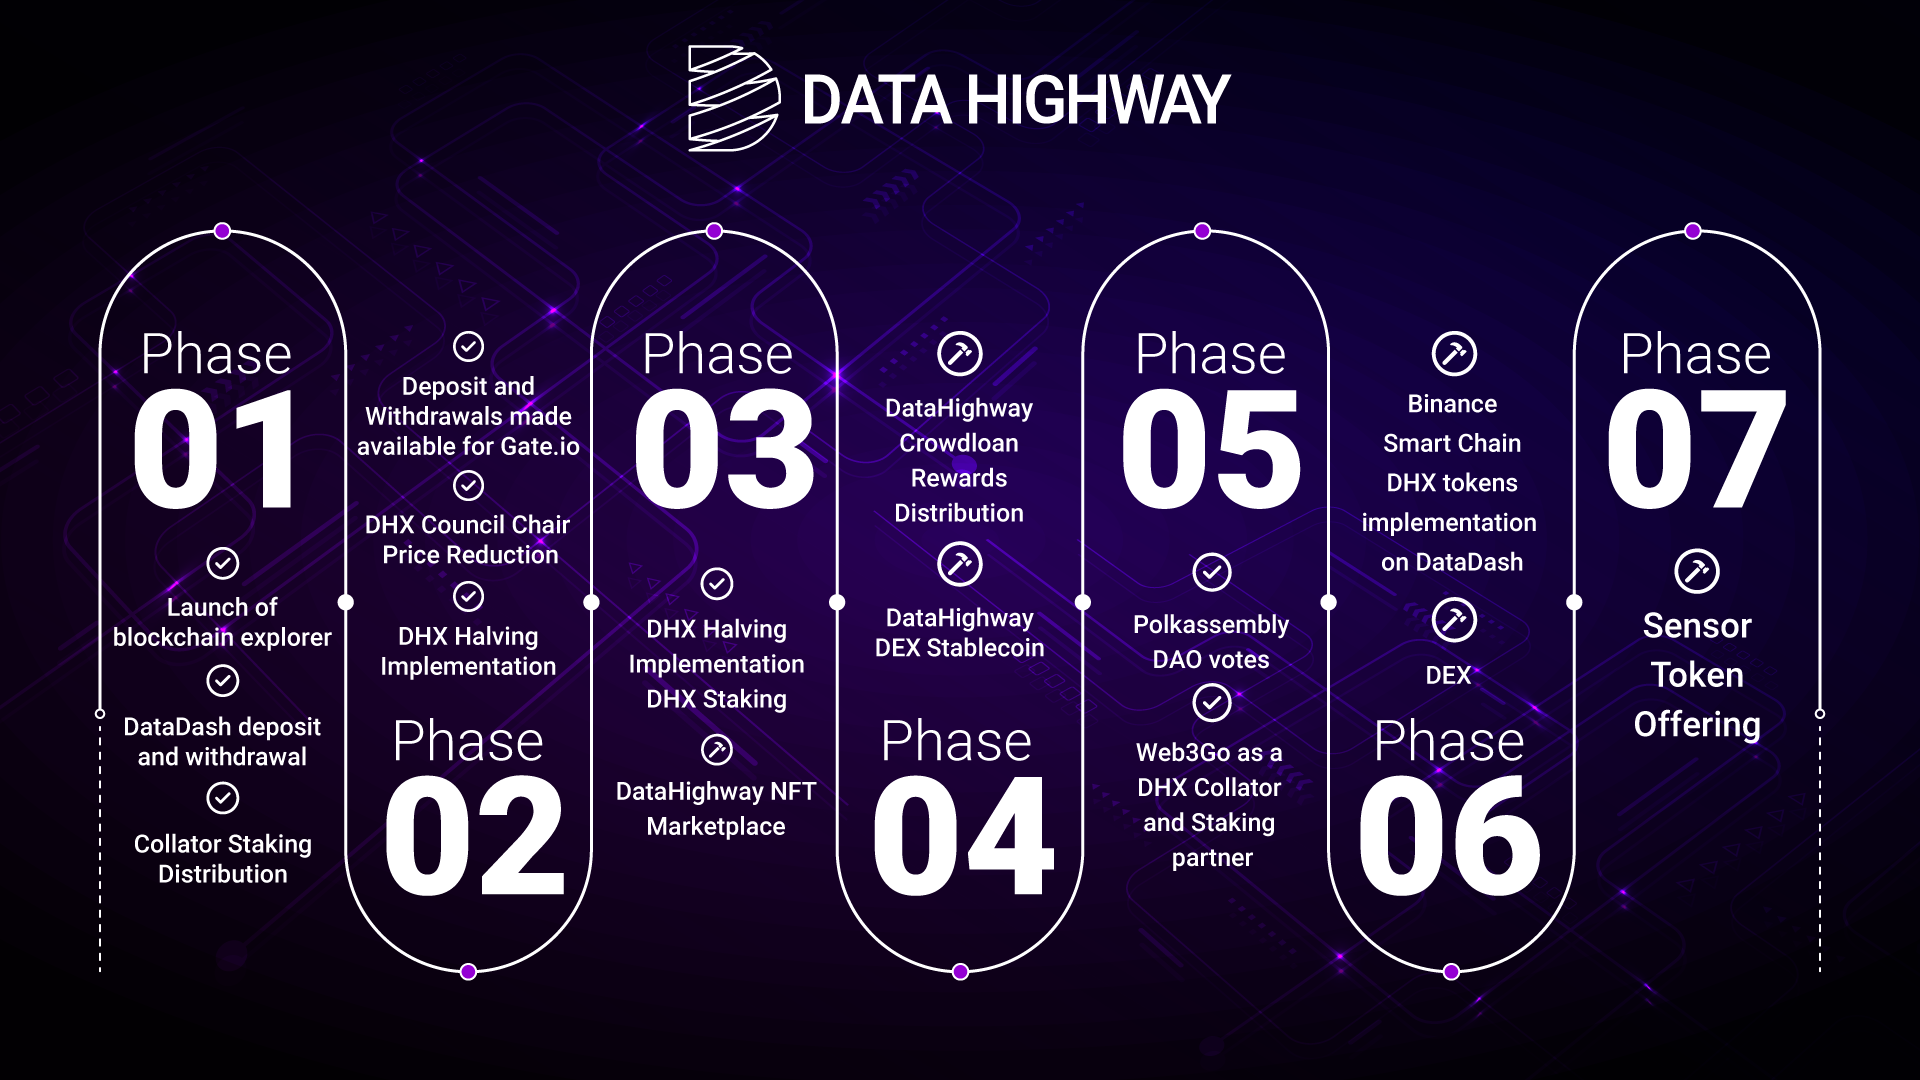 DATA HIGHWAY
Phase
01
Launch of
blockchain explorer
DataDash deposit
and withdrawal
Collator Staking
Distribution
Deposit and
Withdrawals made
available for Gate.io
DHX Council Chair
Price Reduction
DHX Halving
Implementation
Phase
02
Phase
03
DHX Halving
Implementation
DHX Staking
DataHighway NFT
Marketplace
DataHighway
Crowdloan
Rewards
Distribution
DataHighway
DEX Stablecoin
Phase
04
Phase
05
Polkassembly
DAO votes
Web3Go as a
DHX Collator
and Staking
partner
Binance
Smart Chain
DHX tokens
implementation
on DataDash
DEX
Phase
06
Phase
07
Sensor
Token
Offering